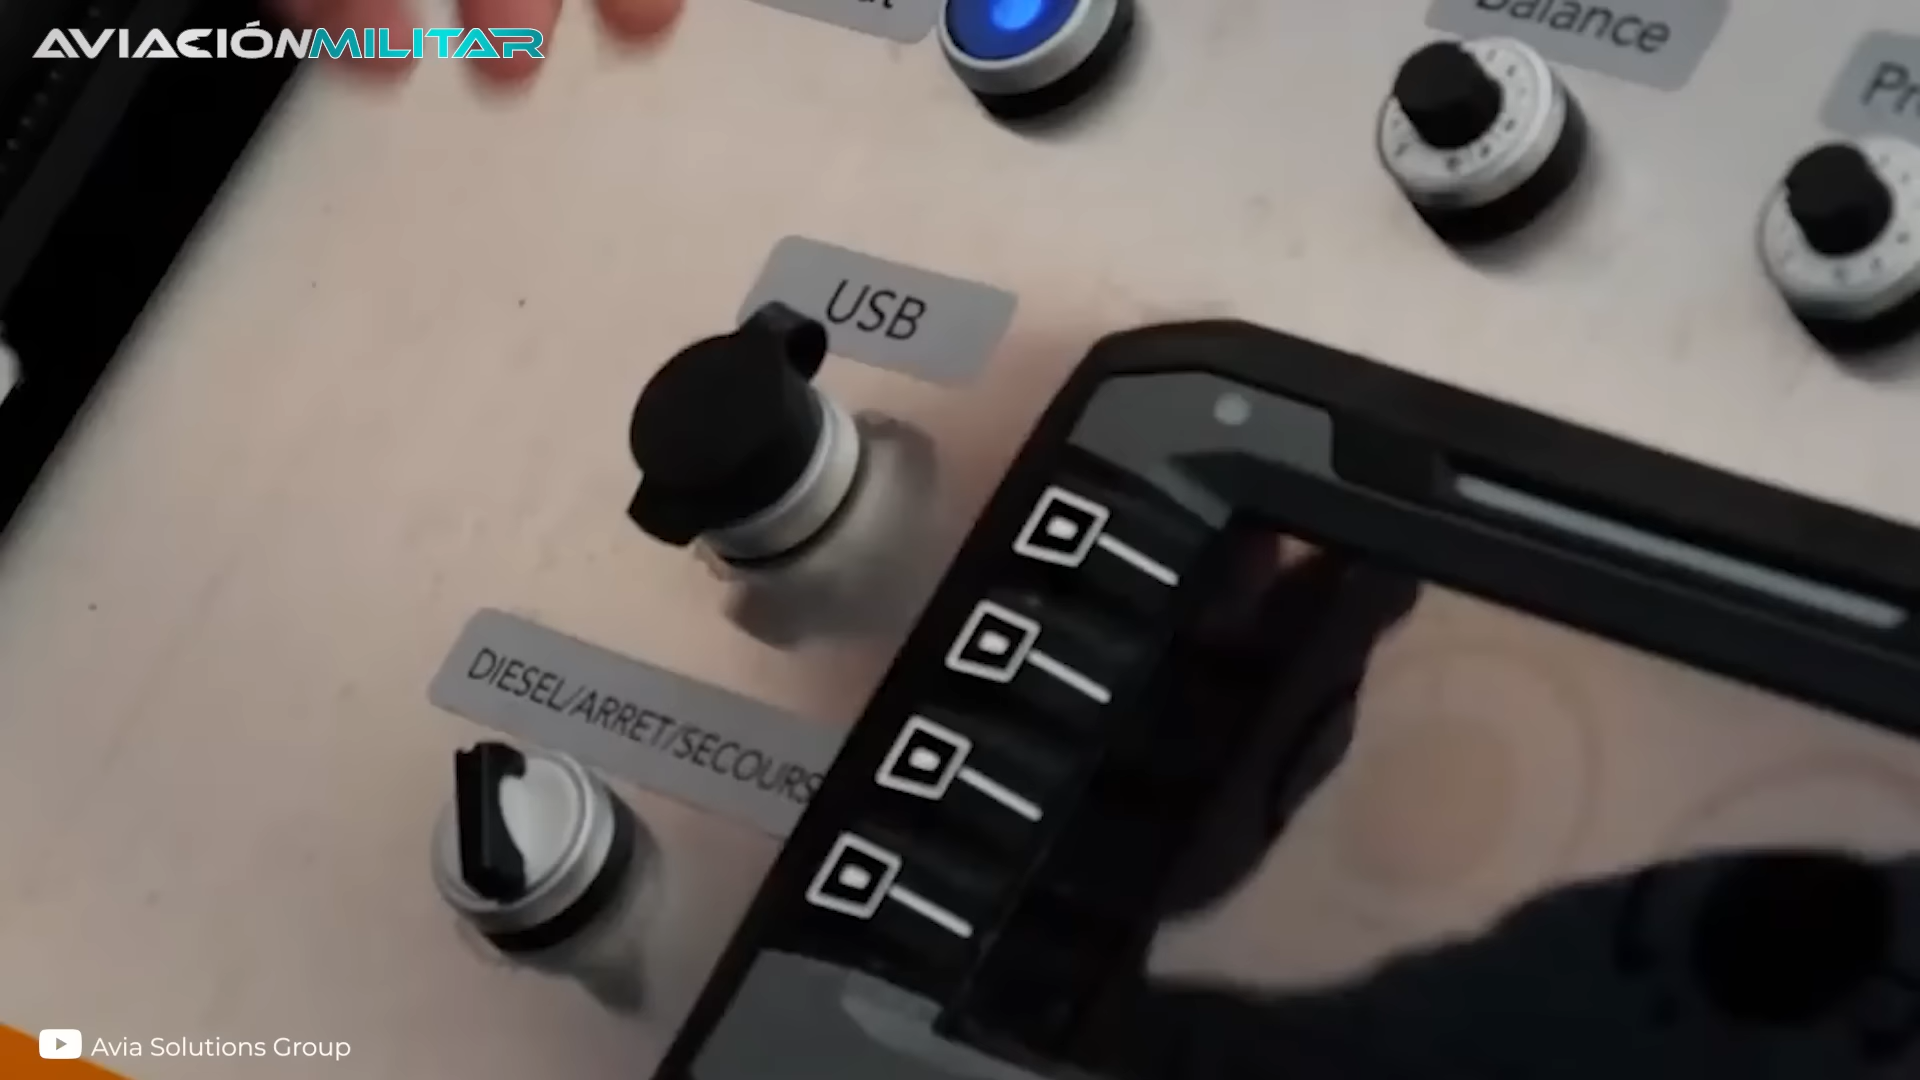 AVIACIÓNMILITAR
Balance
USB
DIESEL/ARRET/SECOURS
Avia Solutions Group